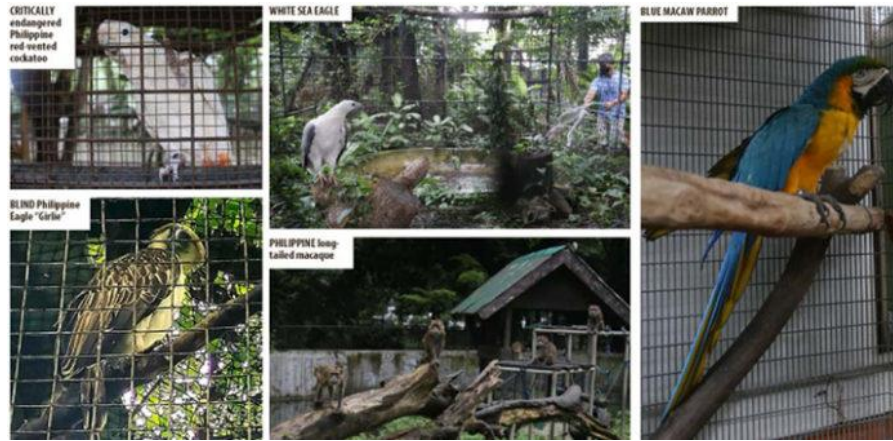 CRITICALLY
endangered
Philippine
red-vented
cockatoo
WHITE SEA EAGLE
BLUE MACAW PARROT
BLIND Philippine
Eagle "Girlie"
PHILIPPINE long-
tailed macaque